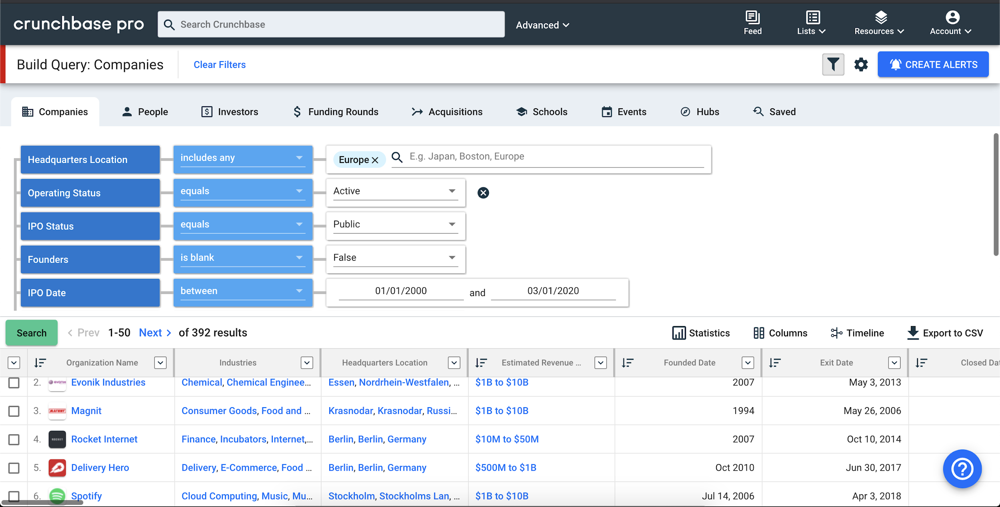 crunchbase pro Search Crunchbase Advanced Feed Lists Resources Account
Build Query: Companies Clear Filters CREATE ALERTS
Companies People Investors Funding Rounds Acquisitions Schools Events Hubs Saved
Headquarters Location includes any Europe E.g. Japan, Boston, Europe
Operating Status equals Active
IPO Status equals Public
Founders is blank False
IPO Date between 01/01/2000 and 03/01/2020
Search Prev 1-50 Next of 392 results Statistics Columns Timeline Export to CSV
Organization Name Industries Headquarters Location Estimated Revenue ... Founded Date Exit Date Closed Dat
2. Evonik Industries Chemical, Chemical Enginee... Essen, Nordrhein-Westfalen, ... $1B to $10B 2007 May 3, 2013
3. МАГНИТ Magnit Consumer Goods, Food and ... Krasnodar, Krasnodar, Russi... $1B to $10B 1994 May 26, 2006
4. ROCKET Rocket Internet Finance, Incubators, Internet,... Berlin, Berlin, Germany $10M to $50M 2007 Oct 10, 2014
5. Delivery Hero Delivery, E-Commerce, Food ... Berlin, Berlin, Germany $500M to $1B Oct 2010 Jun 30, 2017
6. Spotify Cloud Computing, Music, Mu... Stockholm, Stockholms Lan, ... $1B to $10B Jul 14, 2006 Apr 3, 2018